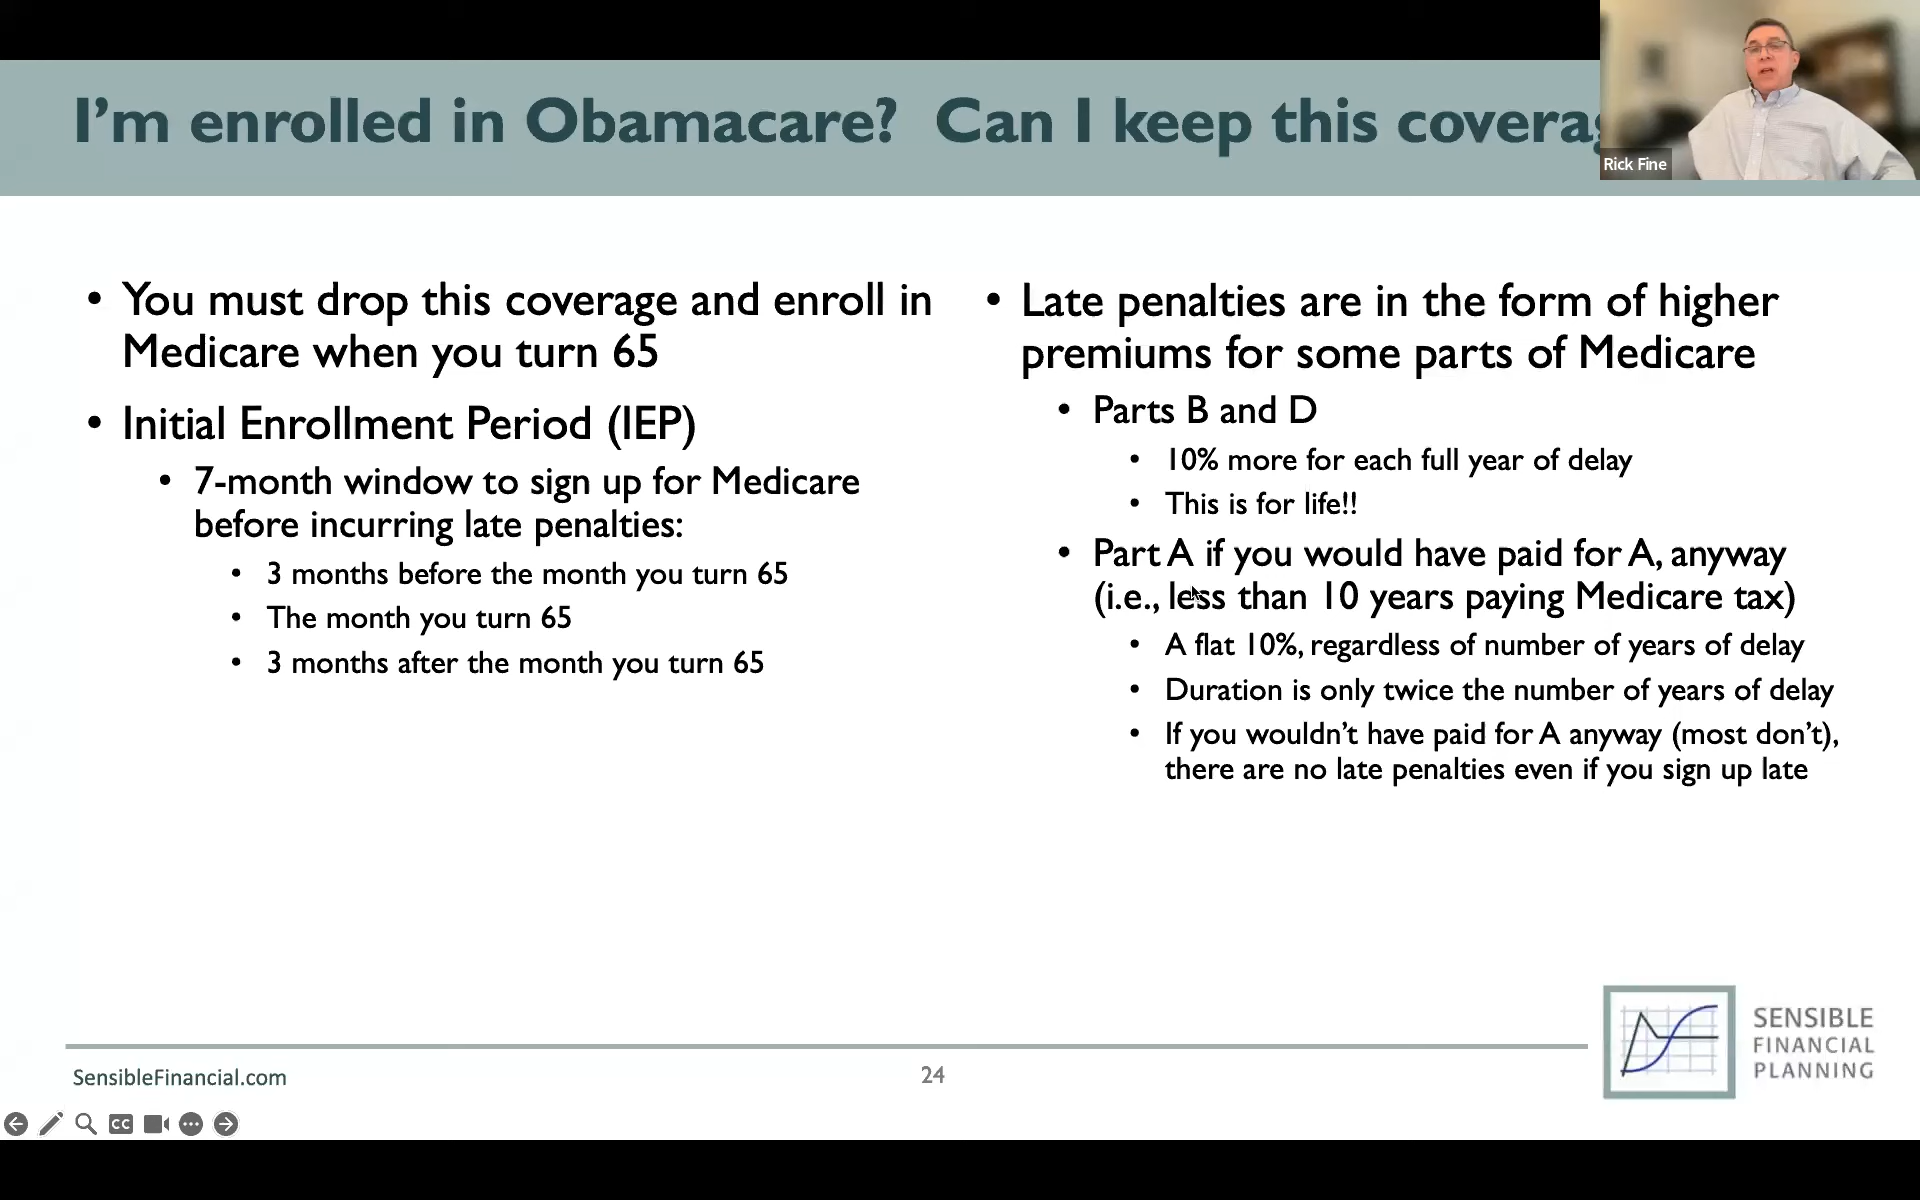 I'm enrolled in Obamacare?  Can I keep this covera
Rick Fine
• You must drop this coverage and enroll in
Medicare when you turn 65
• Initial Enrollment Period (IEP)
• 7-month window to sign up for Medicare
before incurring late penalties:
• 3 months before the month you turn 65
• The month you turn 65
• 3 months after the month you turn 65
• Late penalties are in the form of higher
premiums for some parts of Medicare
• Parts B and D
• 10% more for each full year of delay
• This is for life!!
• Part A if you would have paid for A, anyway
(i.e., less than 10 years paying Medicare tax)
• A flat 10%, regardless of number of years of delay
• Duration is only twice the number of years of delay
• If you wouldn't have paid for A anyway (most don't),
there are no late penalties even if you sign up late
SensibleFinancial.com
24
SENSIBLE
FINANCIAL
PLANNING
CC